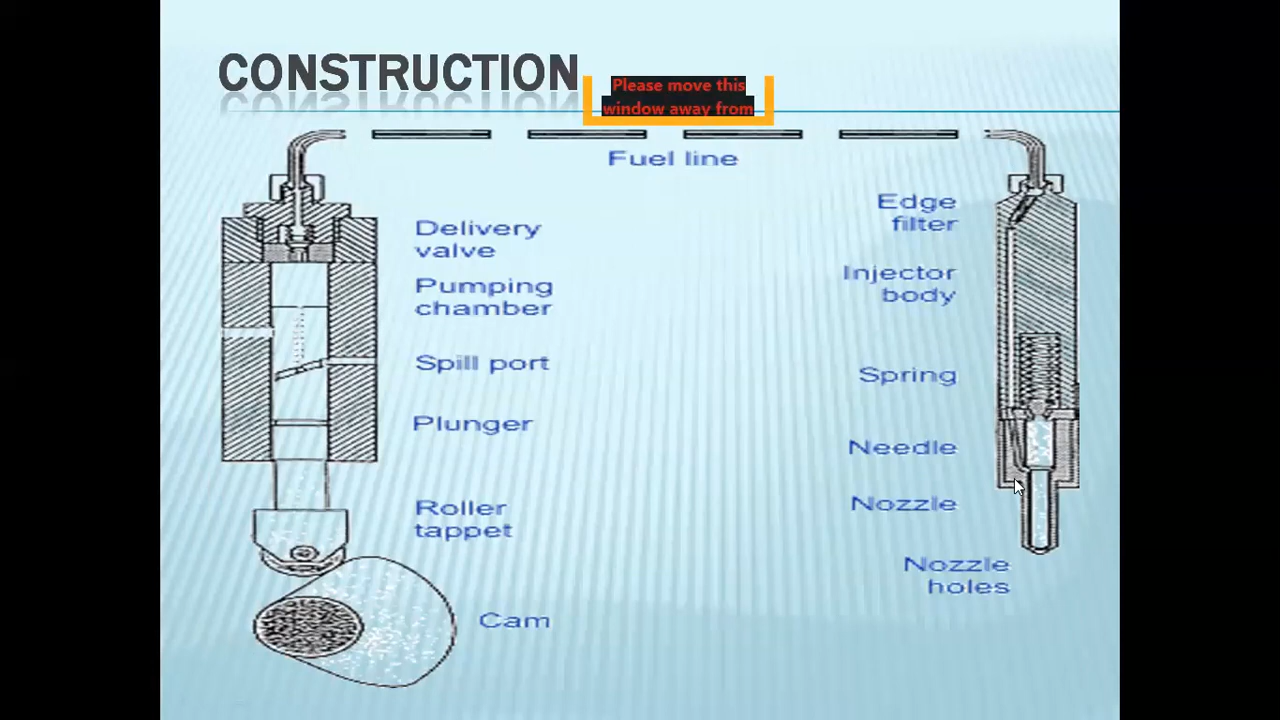 CONSTRUCTION
Please move this
window away from
Fuel line
Delivery
valve
Pumping
chamber
Spill port
Plunger
Roller
tappet
Cam
Edge
filter
Injector
body
Spring
Needle
Nozzle
Nozzle
holes